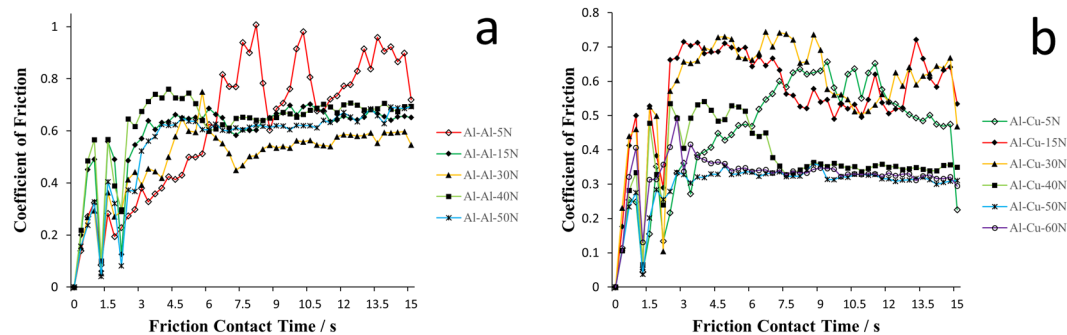 a
Coefficient of Friction
1
0.8
0.6
0.4
0.2
0
0 1.5 3 4.5 6 7.5 9 10.5 12 13.5 15
Friction Contact Time / s
Al-Al-5N
Al-Al-15N
Al-Al-30N
Al-Al-40N
Al-Al-50N
b
Coefficient of Friction
0.8
0.7
0.6
0.5
0.4
0.3
0.2
0.1
0
0 1.5 3 4.5 6 7.5 9 10.5 12 13.5 15
Friction Contact Time / s
Al-Cu-5N
Al-Cu-15N
Al-Cu-30N
Al-Cu-40N
Al-Cu-50N
Al-Cu-60N